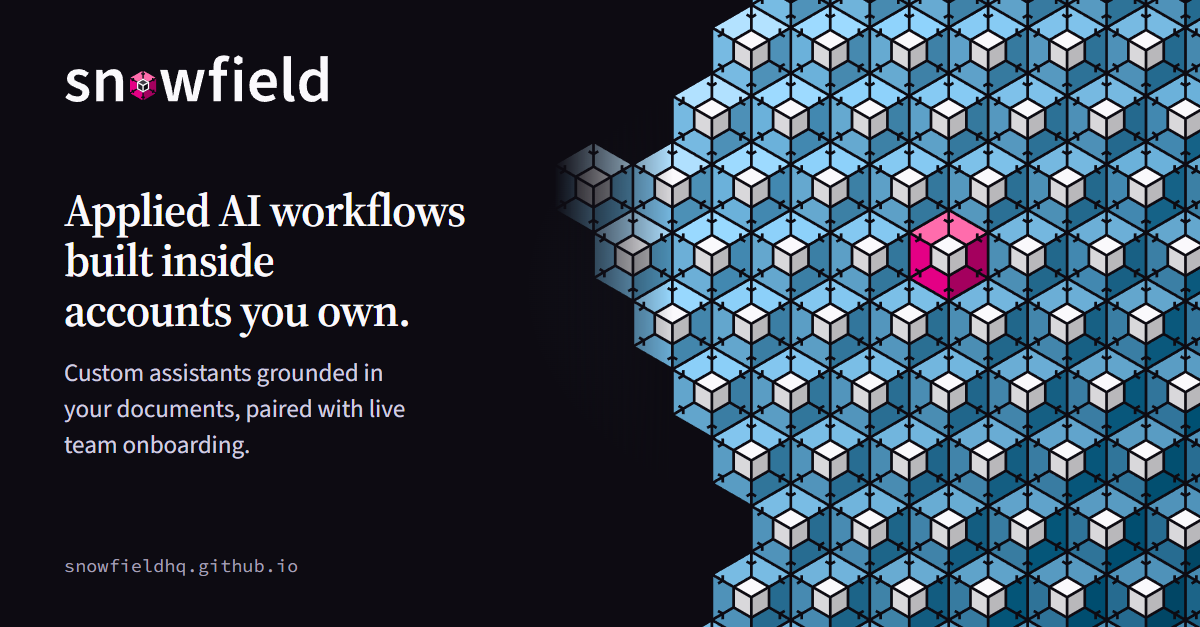 snowfield
Applied AI workflows
built inside
accounts you own.
Custom assistants grounded in
your documents, paired with live
team onboarding.
snowfieldhq.github.io